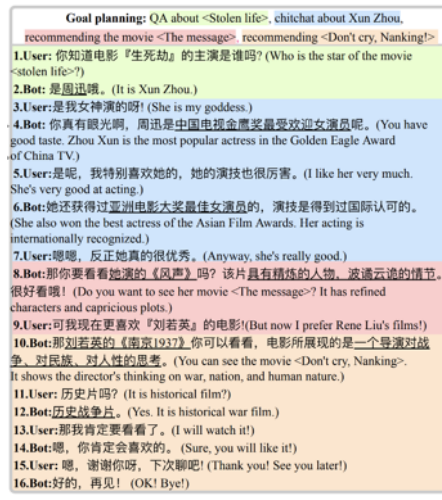 Goal planning: QA about <Stolen life>, chitchat about Xun Zhou,
recommending the movie <The message>, recommending <Don't cry, Nanking!>
1.User: 你知道电影『生死劫』的主演是谁吗? (Who is the star of the movie
<stolen life>?)
2.Bot: 是周迅哦。(It is Xun Zhou.)
3.User:是我女神演的呀! (She is my goddess.)
4.Bot: 你真有眼光啊，周迅是中国电视金鹰奖最受欢迎女演员呢。(You have
good taste. Zhou Xun is the most popular actress in the Golden Eagle Award
of China TV.)
5.User:是呢，我特别喜欢她的，她的演技也很厉害。(I like her very much.
She's very good at acting.)
6.Bot:她还获得过亚洲电影大奖最佳女演员的，演技是得到过国际认可的。
(She also won the best actress of the Asian Film Awards. Her acting is
internationally recognized.)
7.User:嗯嗯，反正她真的很优秀。(Anyway, she's really good.)
8.Bot:那你要看看她演的《风声》吗？该片具有精炼的人物、波谲云诡的情节。
很好看哦！(Do you want to see her movie <The message>? It has refined
characters and capricious plots.)
9.User:可我现在更喜欢『刘若英』的电影!(But now I prefer Rene Liu's films!)
10.Bot:那刘若英的《南京1937》你可以看看，电影所展现的是一个导演对战
争、对民族、对人性的思考。(You can see the movie <Don't cry, Nanking>.
It shows the director's thinking on war, nation, and human nature.)
11.User: 历史片吗？(It is historical film?)
12.Bot:历史战争片。(Yes. It is historical war film.)
13.User:那我肯定要看看了。(I will watch it!)
14.Bot:嗯，你肯定会喜欢的。 (Sure, you will like it!)
15.User: 嗯，谢谢你呀，下次聊吧! (Thank you! See you later!)
16.Bot:好的，再见！ (OK! Bye!)